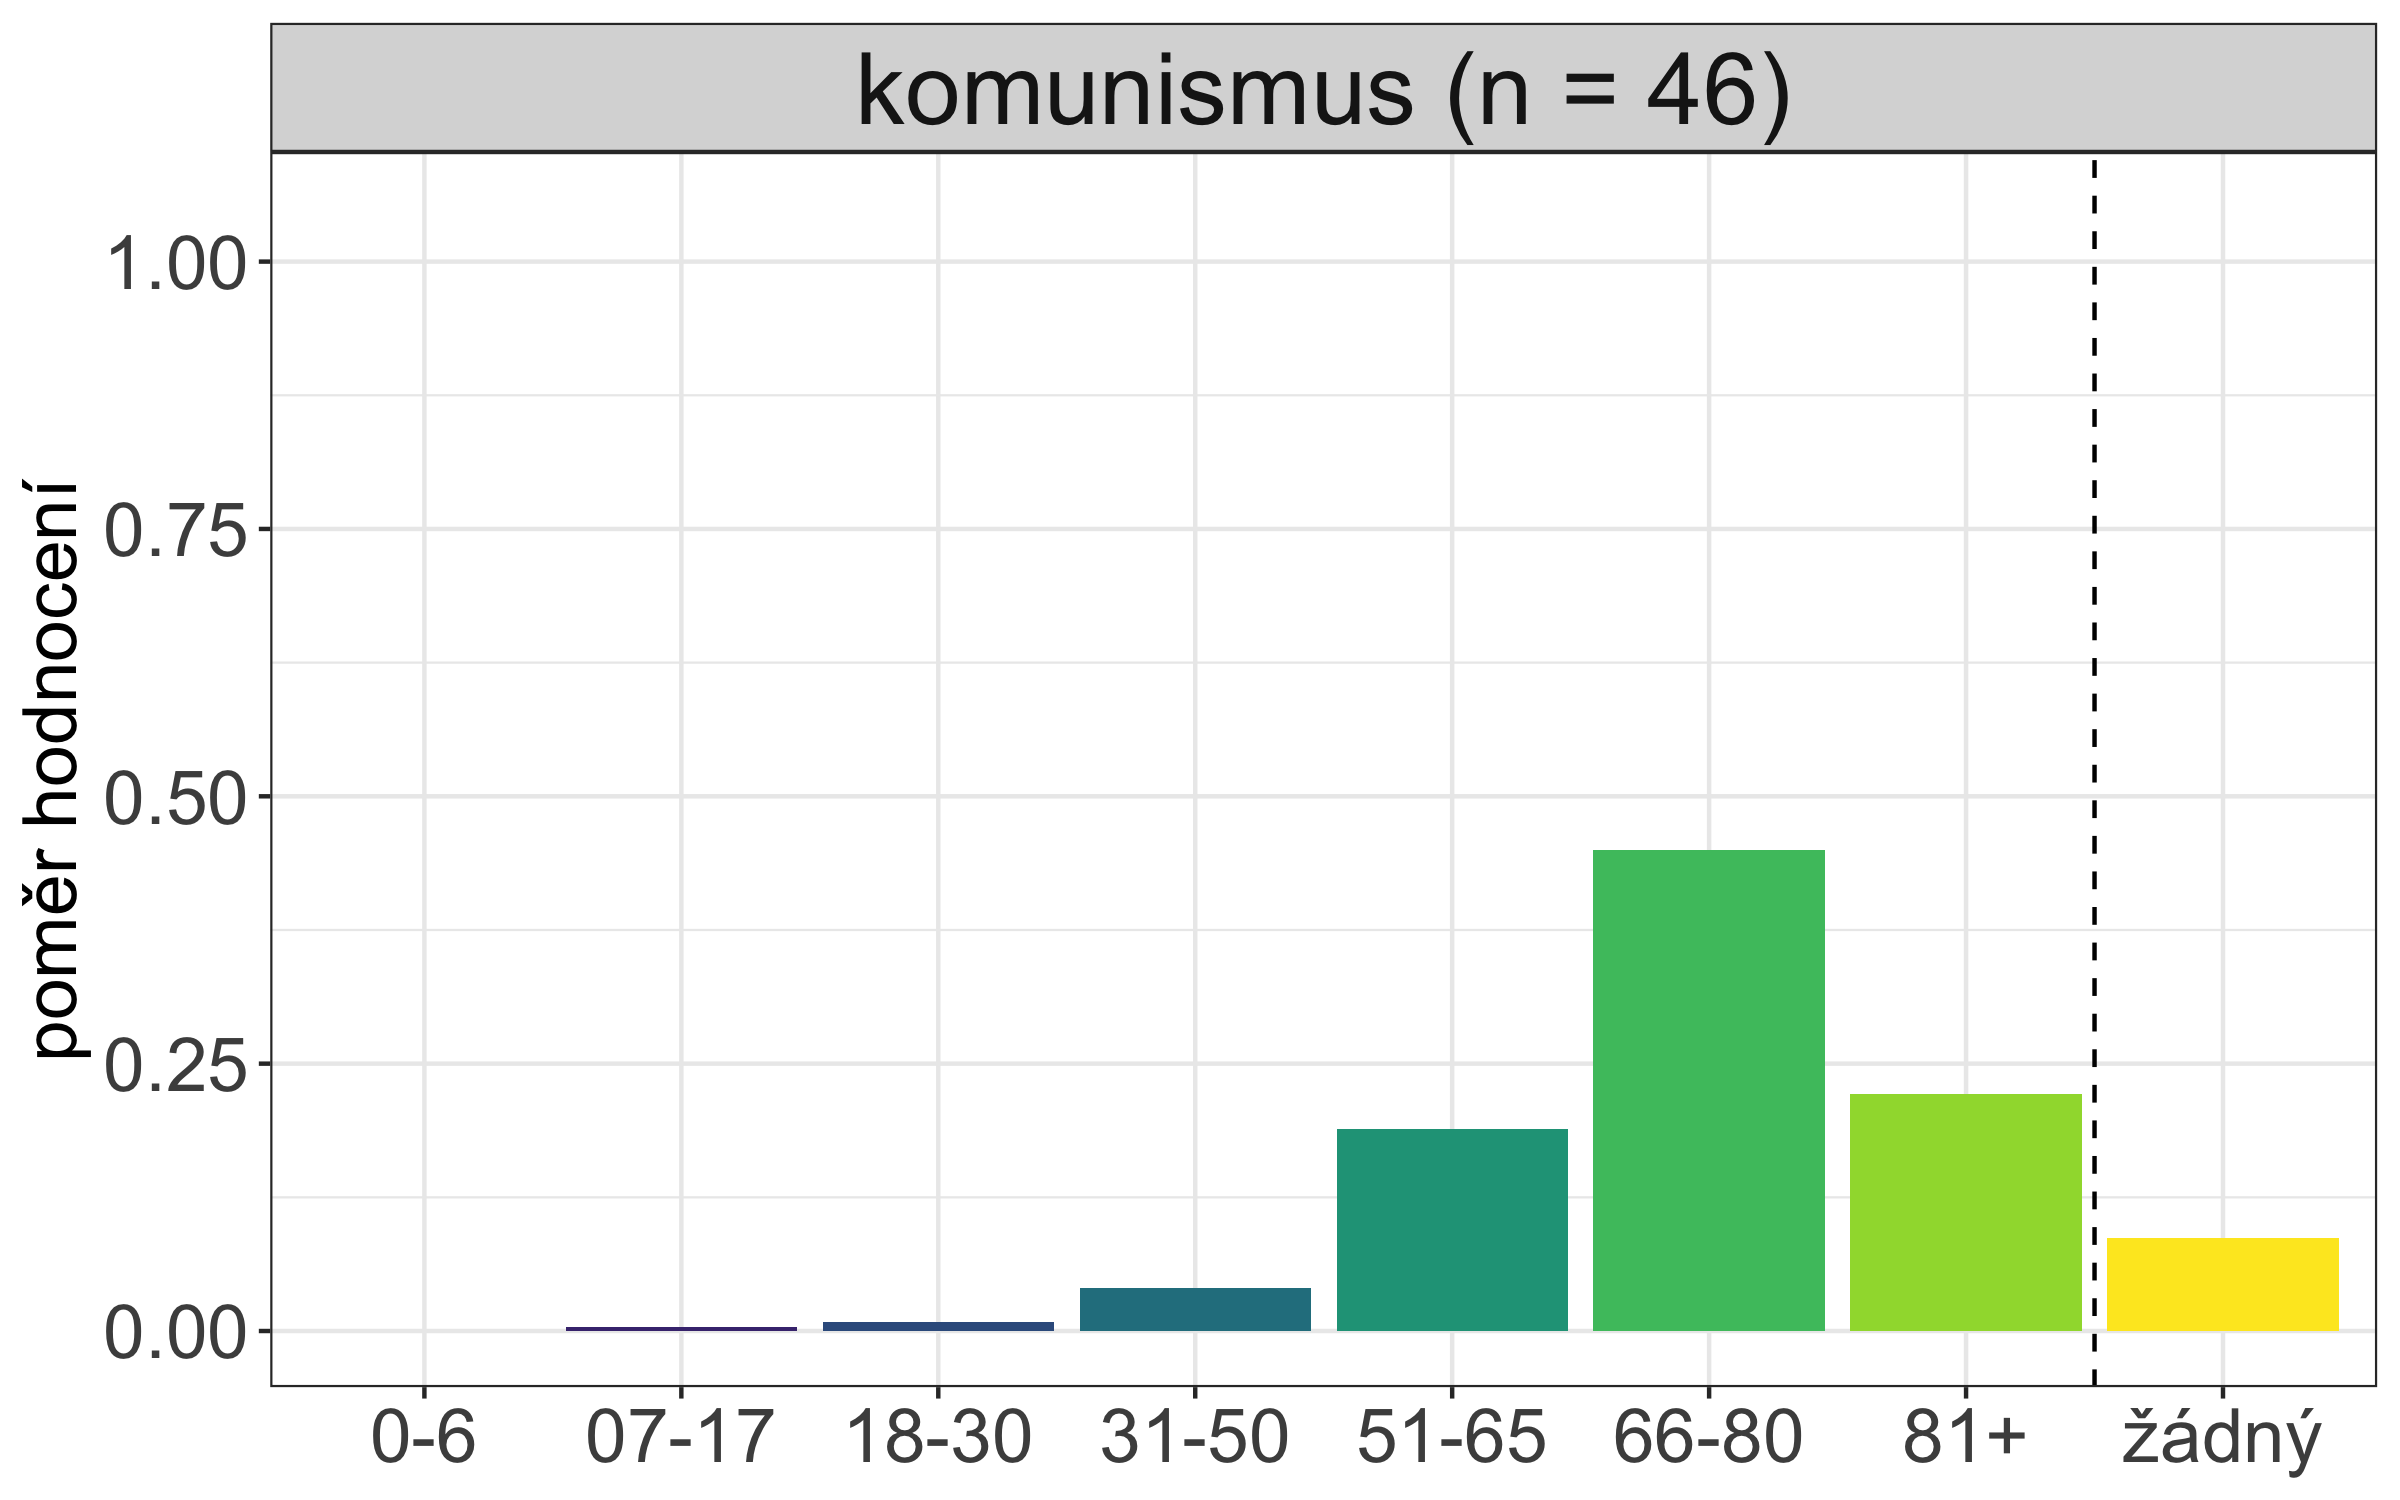 komunismus (n = 46)
poměr hodnocení
1.00
0.75
0.50
0.25
0.00
0-6 07-17 18-30 31-50 51-65 66-80 81+ žádný